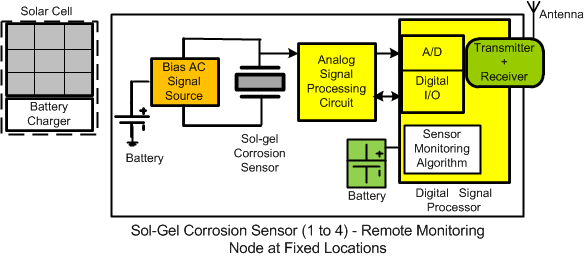 Solar Cell
Battery
Charger
Battery
Bias AC
Signal
Source
Sol-gel
Corrosion
Sensor
Analog
Signal
Processing
Circuit
A/D
Digital
I/O
Transmitter
+
Receiver
Antenna
Sensor
Monitoring
Algorithm
Battery
Digital Signal
Processor
Sol-Gel Corrosion Sensor (1 to 4) - Remote Monitoring
Node at Fixed Locations